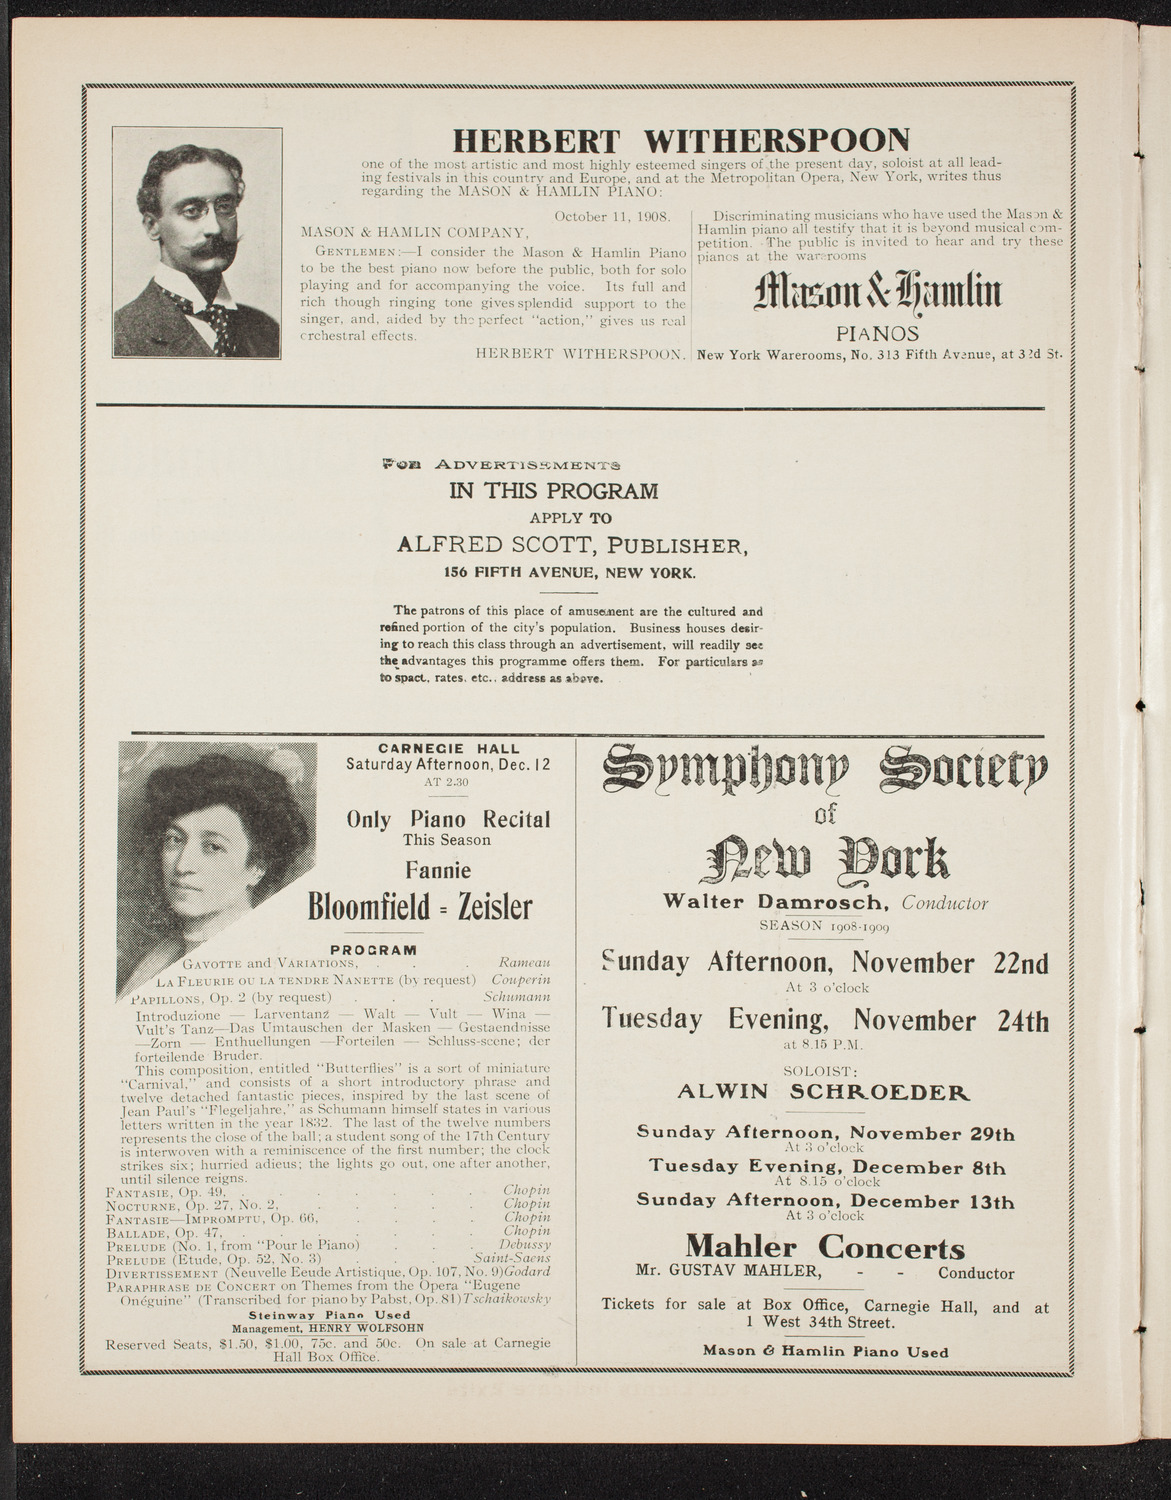 HERBERT WITHERSPOON
one of the most artistic and most highly esteemed singers of the present day, soloist at all lead-
ing festivals in this country and Europe, and at the Metropolitan Opera, New York, writes thus
regarding the MASON & HAMLIN PIANO:
October 11, 1908.
MASON & HAMLIN COMPANY,
GENTLEMEN:—I consider the Mason & Hamlin Piano
to be the best piano now before the public, both for solo
playing and for accompanying the voice. Its full and
rich though ringing tone gives splendid support to the
singer, and, aided by the perfect "action," gives us real
orchestral effects.
HERBERT WITHERSPOON.
Discriminating musicians who have used the Mason &
Hamlin piano all testify that it is beyond musical com-
petition. The public is invited to hear and try these
pianos at the warerooms
Mason & Hamlin
PIANOS
New York Warerooms, No. 313 Fifth Avenue, at 32d St.
FOR ADVERTISEMENTS
IN THIS PROGRAM
APPLY TO
ALFRED SCOTT, PUBLISHER,
156 FIFTH AVENUE, NEW YORK.
The patrons of this place of amusement are the cultured and
refined portion of the city's population. Business houses desir-
ing to reach this class through an advertisement, will readily see
the advantages this programme offers them. For particulars as
to space, rates, etc., address as above.
CARNEGIE HALL
Saturday Afternoon, Dec. 12
AT 2.30
Only Piano Recital
This Season
Fannie
Bloomfield = Zeisler
PROGRAM
GAVOTTE and VARIATIONS, . . . Rameau
LA FLEURIE OU LA TENDRE NANETTE (by request) Couperin
PAPILLONS, Op. 2 (by request) . . . . Schumann
Introduzione — Larventanz — Walt — Vult — Wina —
Vult's Tanz—Das Umtauschen der Masken — Gestaendnisse
—Zorn — Enthuellungen —Forteilen — Schluss-scene; der
forteilende Bruder.
This composition, entitled "Butterflies" is a sort of miniature
"Carnival," and consists of a short introductory phrase and
twelve detached fantastic pieces, inspired by the last scene of
Jean Paul's "Flegeljahre," as Schumann himself states in various
letters written in the year 1832. The last of the twelve numbers
represents the close of the ball; a student song of the 17th Century
is interwoven with a reminiscence of the first number; the clock
strikes six; hurried adieus; the lights go out, one after another,
until silence reigns.
FANTASIE, Op. 49, . . . . . . . Chopin
NOCTURNE, Op. 27, No. 2, . . . . . Chopin
FANTASIE—IMPROMPTU, Op. 66, . . . . Chopin
BALLADE, Op. 47, . . . . . . . Chopin
PRELUDE (No. 1, from "Pour le Piano) . . . Debussy
PRELUDE (Etude, Op. 52, No. 3) . . . . Saint-Saens
DIVERTISSEMENT (Neuvelle Eeude Artistique, Op. 107, No. 9) Godard
PARAPHRASE DE CONCERT on Themes from the Opera "Eugene
Onéguine" (Transcribed for piano by Pabst, Op. 81) Tschaikowsky
Steinway Piano Used
Management, HENRY WOLFSOHN
Reserved Seats, $1.50, $1.00, 75c. and 50c. On sale at Carnegie
Hall Box Office.
Symphony Society
of
New York
Walter Damrosch, Conductor
SEASON 1908-1909
Sunday Afternoon, November 22nd
At 3 o'clock
Tuesday Evening, November 24th
at 8.15 P.M.
SOLOIST:
ALWIN SCHROEDER
Sunday Afternoon, November 29th
At 3 o'clock
Tuesday Evening, December 8th
At 8.15 o'clock
Sunday Afternoon, December 13th
At 3 o'clock
Mahler Concerts
Mr. GUSTAV MAHLER, - - Conductor
Tickets for sale at Box Office, Carnegie Hall, and at
1 West 34th Street.
Mason & Hamlin Piano Used